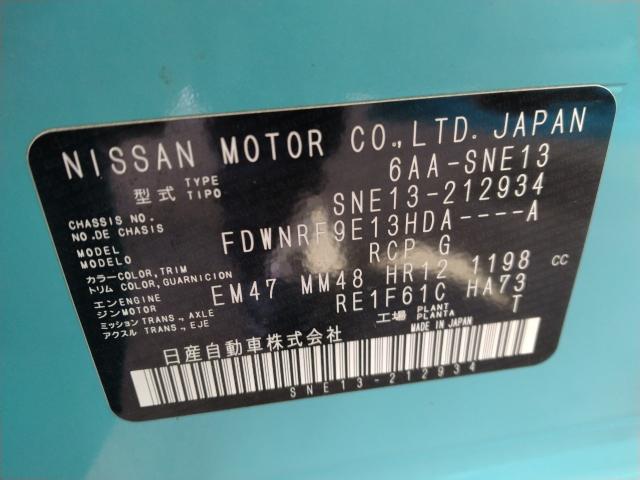 NISSAN MOTOR CO.,LTD. JAPAN
型式 TYPE TIPO 6AA-SNE13
CHASSIS NO. NO.DE CHASIS SNE13-212934
MODEL MODELO FDWNRF9E13HDA----A
カラー COLOR, TRIM トリム COLOR, GUARNICION RCP G
エンジン ENGINE MOTOR EM47 MM48 HR12 1198 cc
ミッション TRANS., AXLE アクスル TRANS., EJE RE1F61C HA73
工場 PLANT PLANTA T
日産自動車株式会社 MADE IN JAPAN
SNE13-212934